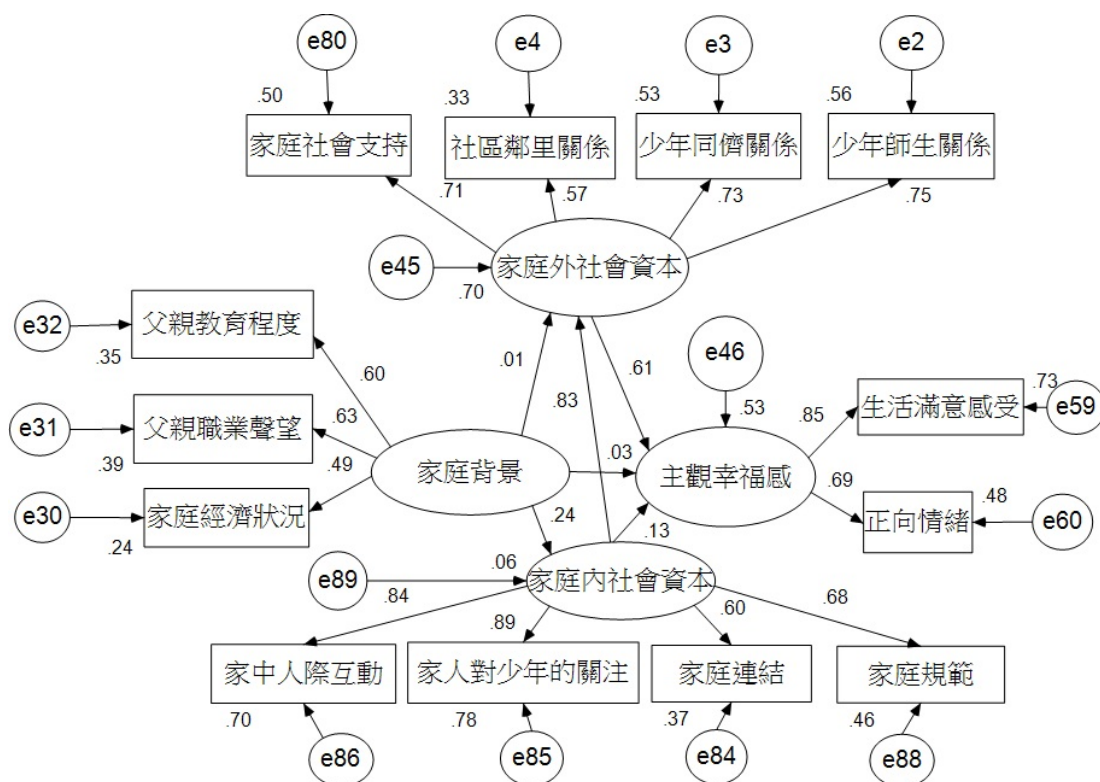 e80
e4
e3
e2
.50
.33
.53
.56
家庭社會支持
社區鄰里關係
少年同儕關係
少年師生關係
.71
.57
.73
.75
e45
家庭外社會資本
.70
e32
父親教育程度
.35
.60
.01
.83
.61
e46
.53
生活滿意感受
.73
e59
.85
e31
父親職業聲望
.39
.63
.49
家庭背景
.03
主觀幸福感
.69
.48
正向情緒
e60
e30
家庭經濟狀況
.24
.24
.13
e89
.06
家庭內社會資本
.84
.89
.60
.68
家中人際互動
家人對少年的關注
家庭連結
家庭規範
.70
.78
.37
.46
e86
e85
e84
e88